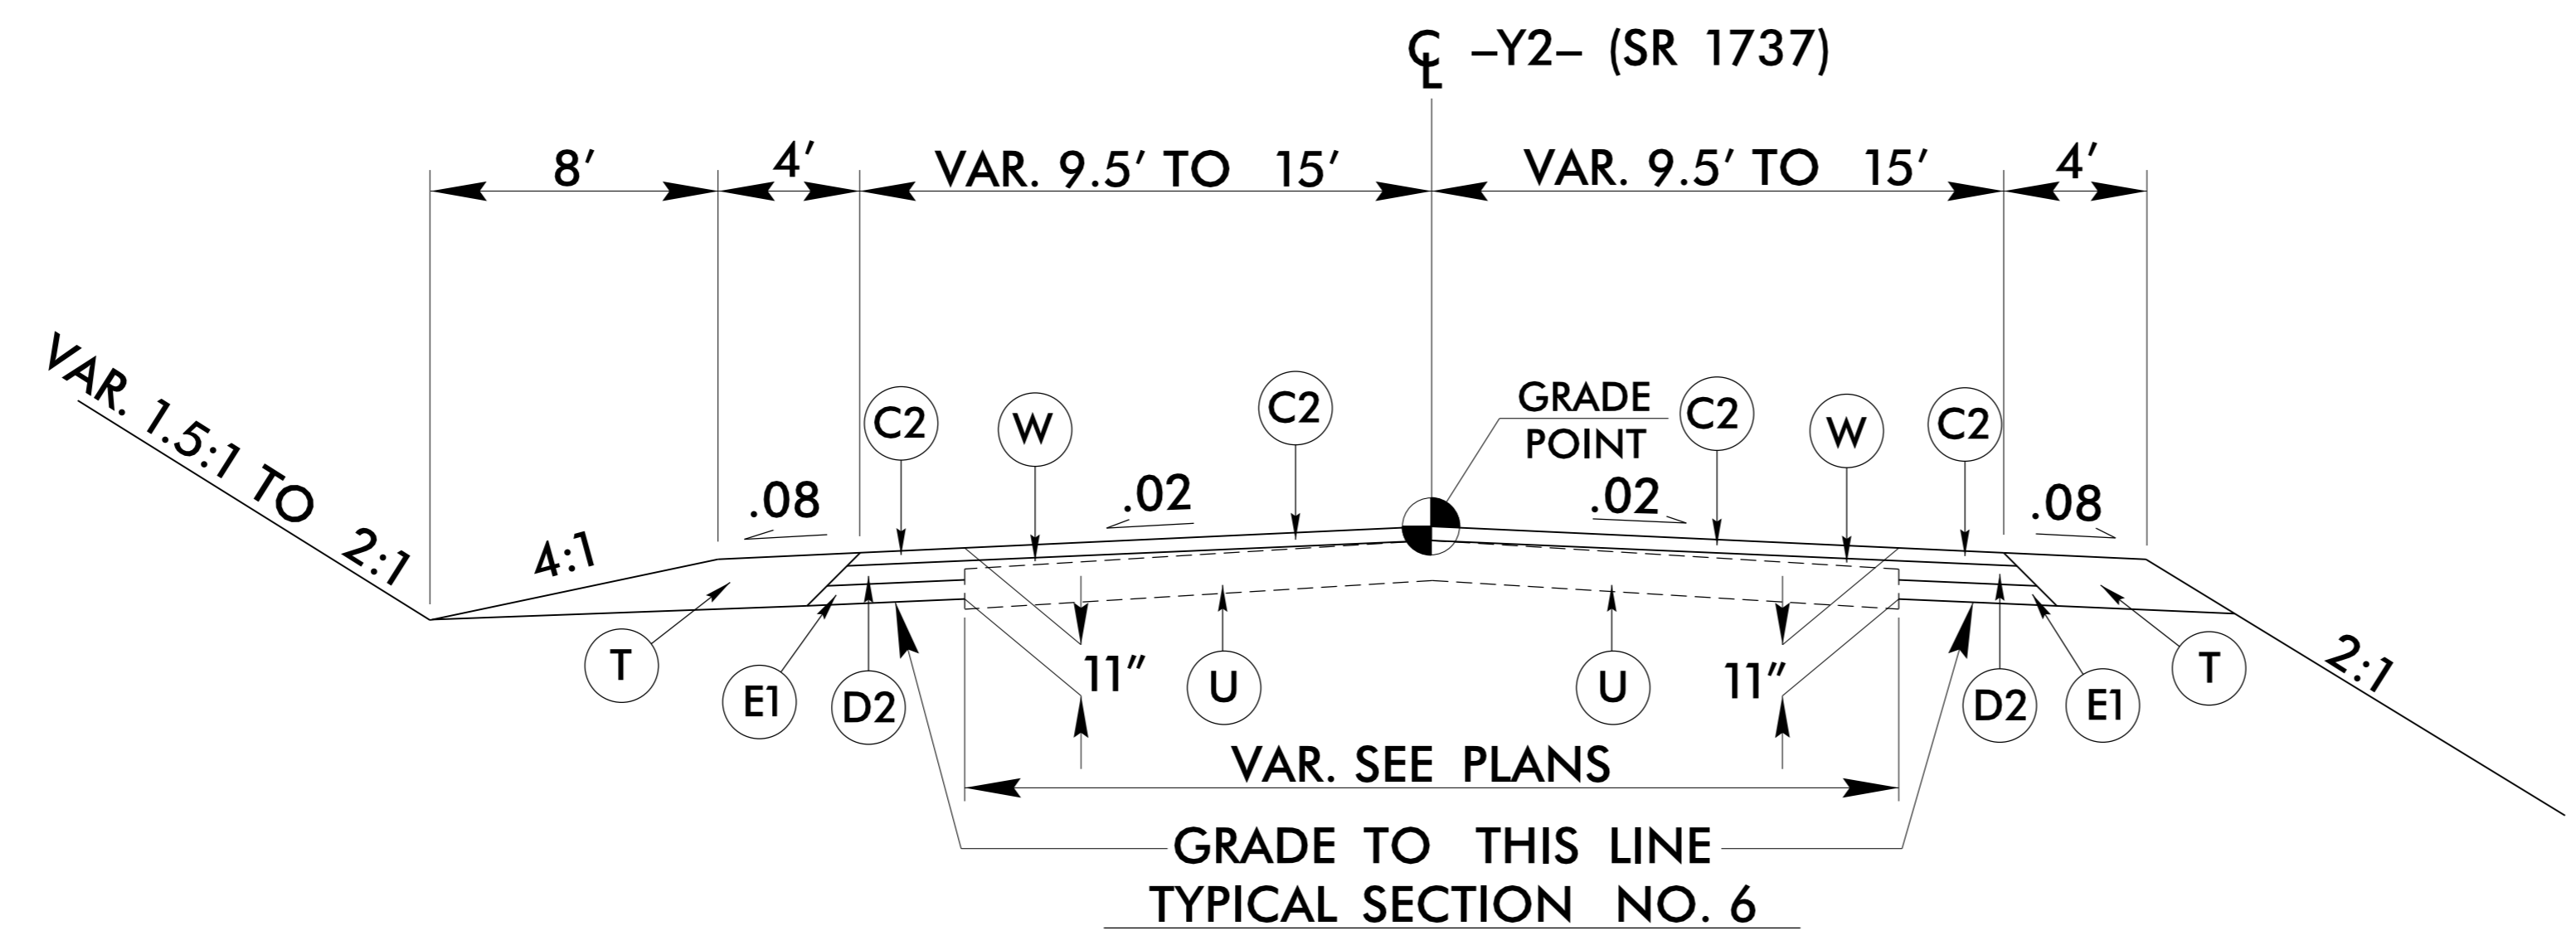 ℄ –Y2– (SR 1737)
8' 4' VAR. 9.5' TO 15' VAR. 9.5' TO 15' 4'
VAR. 1.5:1 TO 2:1
4:1
.08
C2
W
.02
C2
GRADE
POINT
C2
.02
W
C2
.08
T
E1
D2
11"
U
U
11"
D2
E1
T
2:1
VAR. SEE PLANS
GRADE TO THIS LINE
TYPICAL SECTION NO. 6